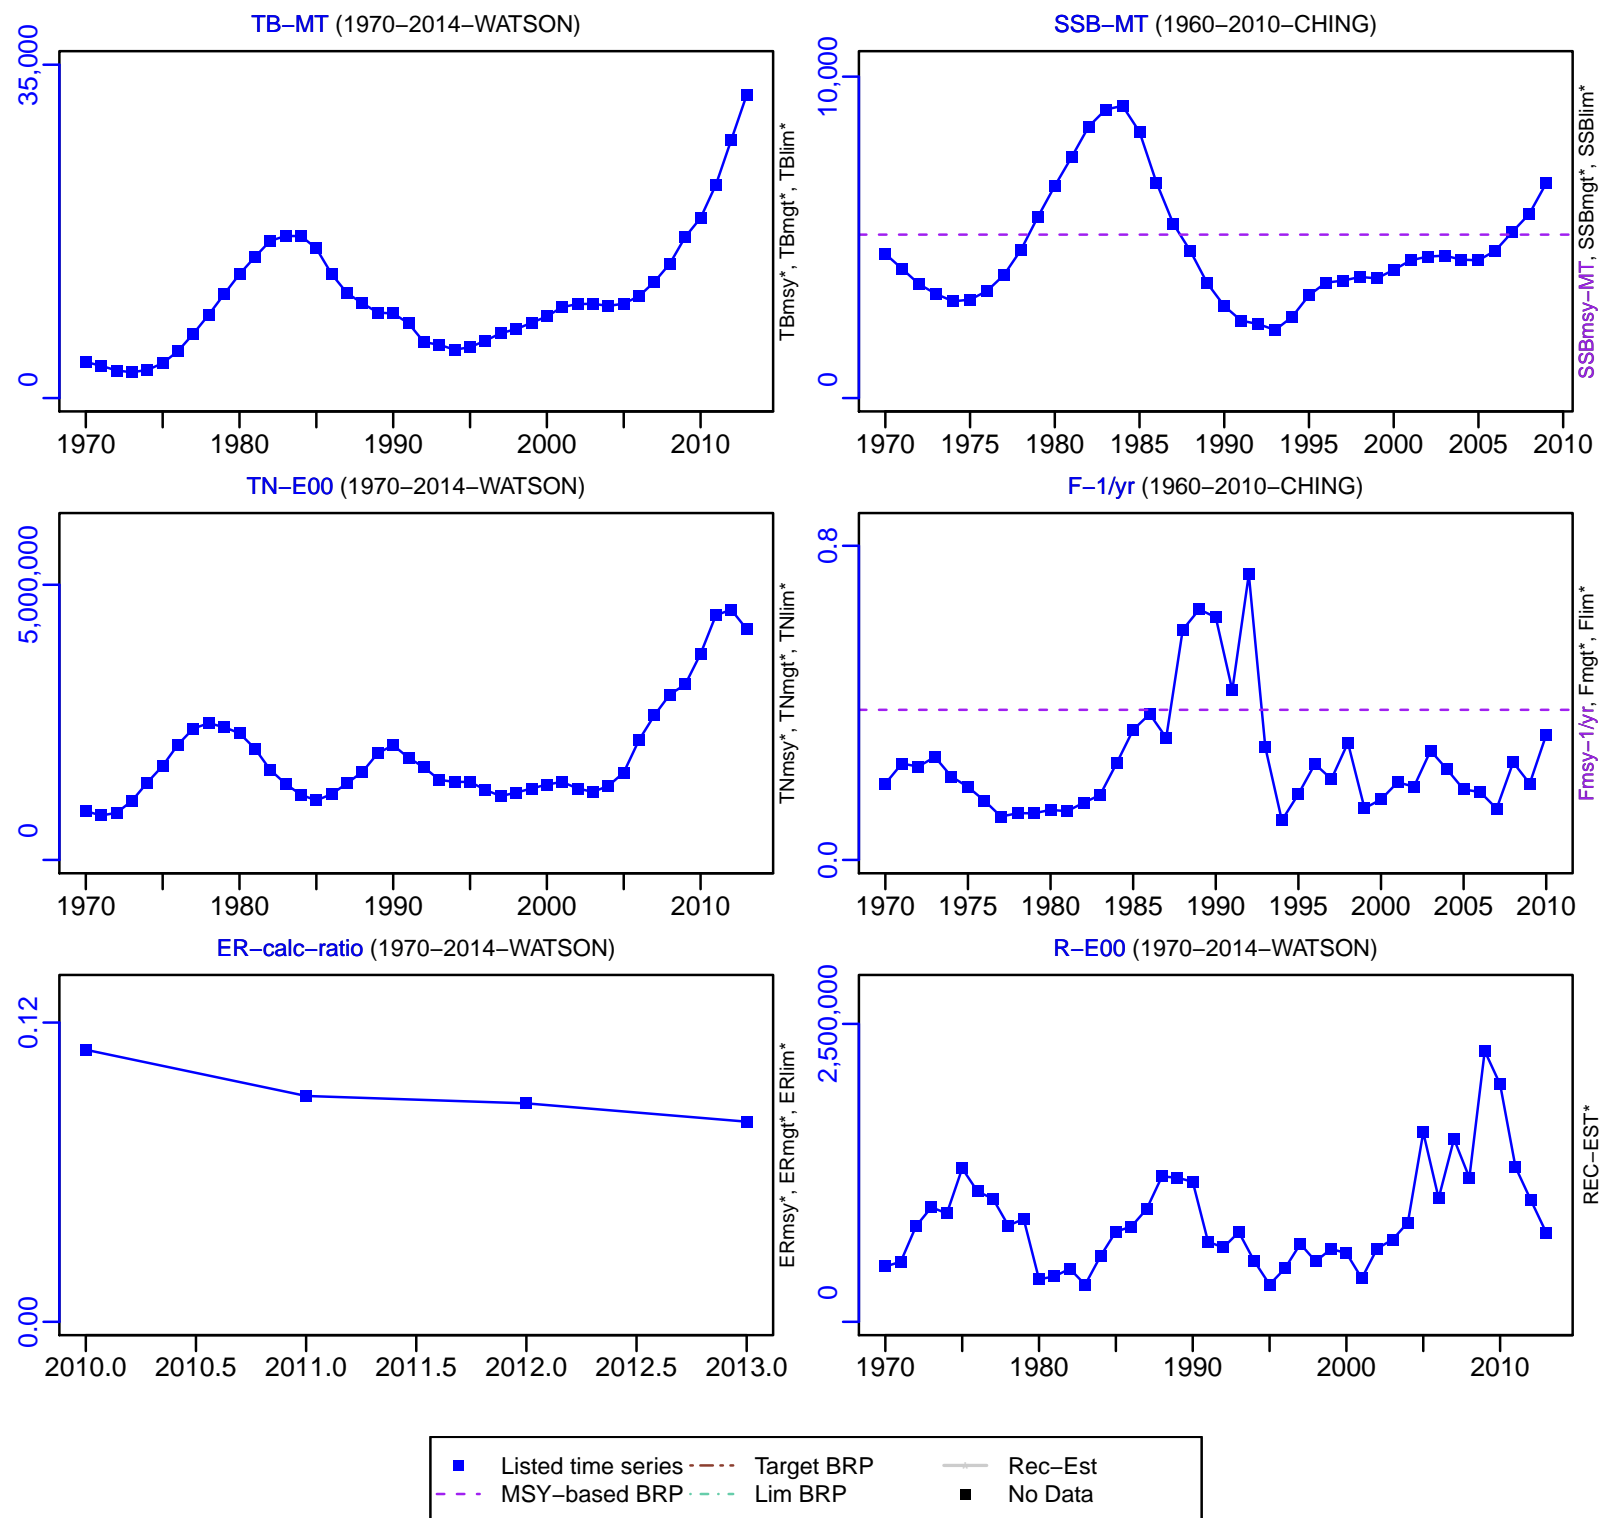 TB−MT (1970−2014−WATSON)
35,000
0
1970 1980 1990 2000 2010
TBmsy*, TBmgt*, TBlim*
SSB−MT (1960−2010−CHING)
10,000
0
1970 1975 1980 1985 1990 1995 2000 2005 2010
SSBmsy−MT, SSBmgt*, SSBlim*
TN−E00 (1970−2014−WATSON)
5,000,000
0
1970 1980 1990 2000 2010
TNmsy*, TNmgt*, TNlim*
F−1/yr (1960−2010−CHING)
0.8
0.0
1970 1975 1980 1985 1990 1995 2000 2005 2010
Fmsy−1/yr, Fmgt*, Flim*
ER−calc−ratio (1970−2014−WATSON)
0.12
0.00
2010.0 2010.5 2011.0 2011.5 2012.0 2012.5 2013.0
ERmsy*, ERmgt*, ERlim*
R−E00 (1970−2014−WATSON)
2,500,000
0
1970 1980 1990 2000 2010
REC−EST*
Listed time series Target BRP Rec−Est
MSY−based BRP Lim BRP No Data